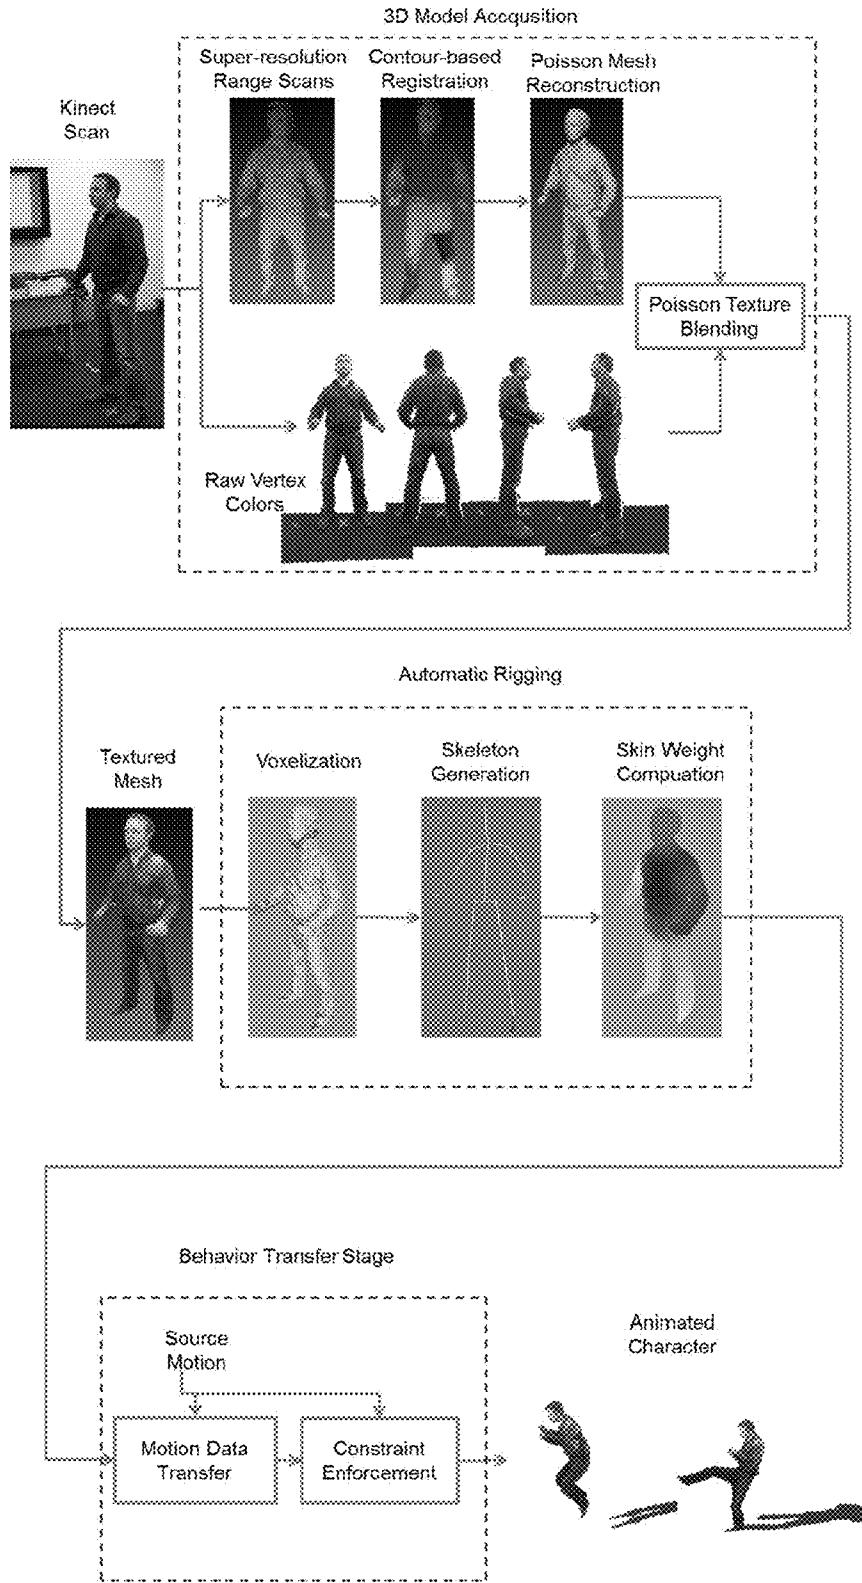 3D Model Accqusition
Super-resolution
Range Scans
Contour-based
Registration
Poisson Mesh
Reconstruction
Kinect
Scan
Poisson Texture
Blending
Raw Vertex
Colors
Automatic Rigging
Textured
Mesh
Voxelization
Skeleton
Generation
Skin Weight
Compuation
Behavior Transfer Stage
Source
Motion
Motion Data
Transfer
Constraint
Enforcement
Animated
Character